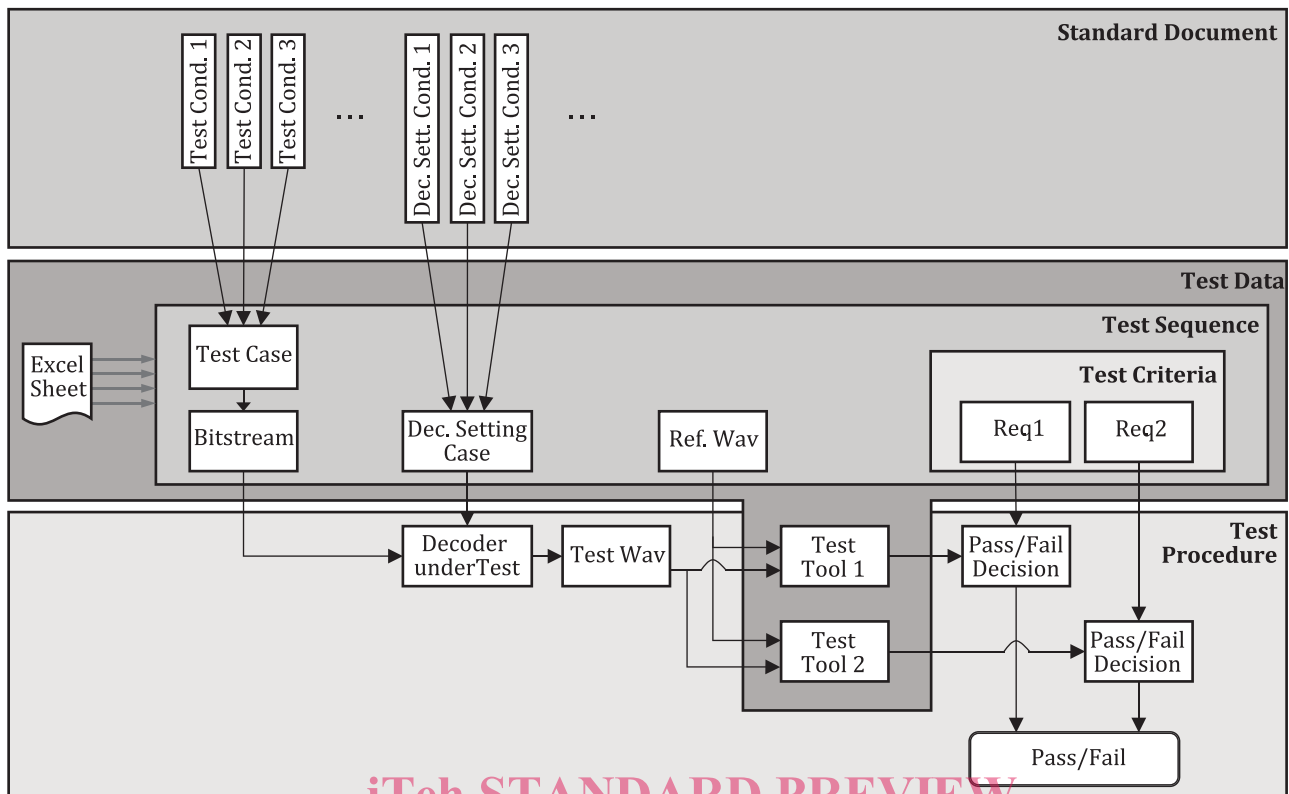 Standard Document
Test Cond. 1
Test Cond. 2
Test Cond. 3
...
Dec. Sett. Cond. 1
Dec. Sett. Cond. 2
Dec. Sett. Cond. 3
...
Test Data
Test Sequence
Excel
Sheet
Test Case
Test Criteria
Bitstream
Dec. Setting
Case
Ref. Wav
Req1
Req2
Test
Procedure
Decoder
underTest
Test Wav
Test
Tool 1
Pass/Fail
Decision
Test
Tool 2
Pass/Fail
Decision
Pass/Fail
iTeh STANDARD PREVIEW